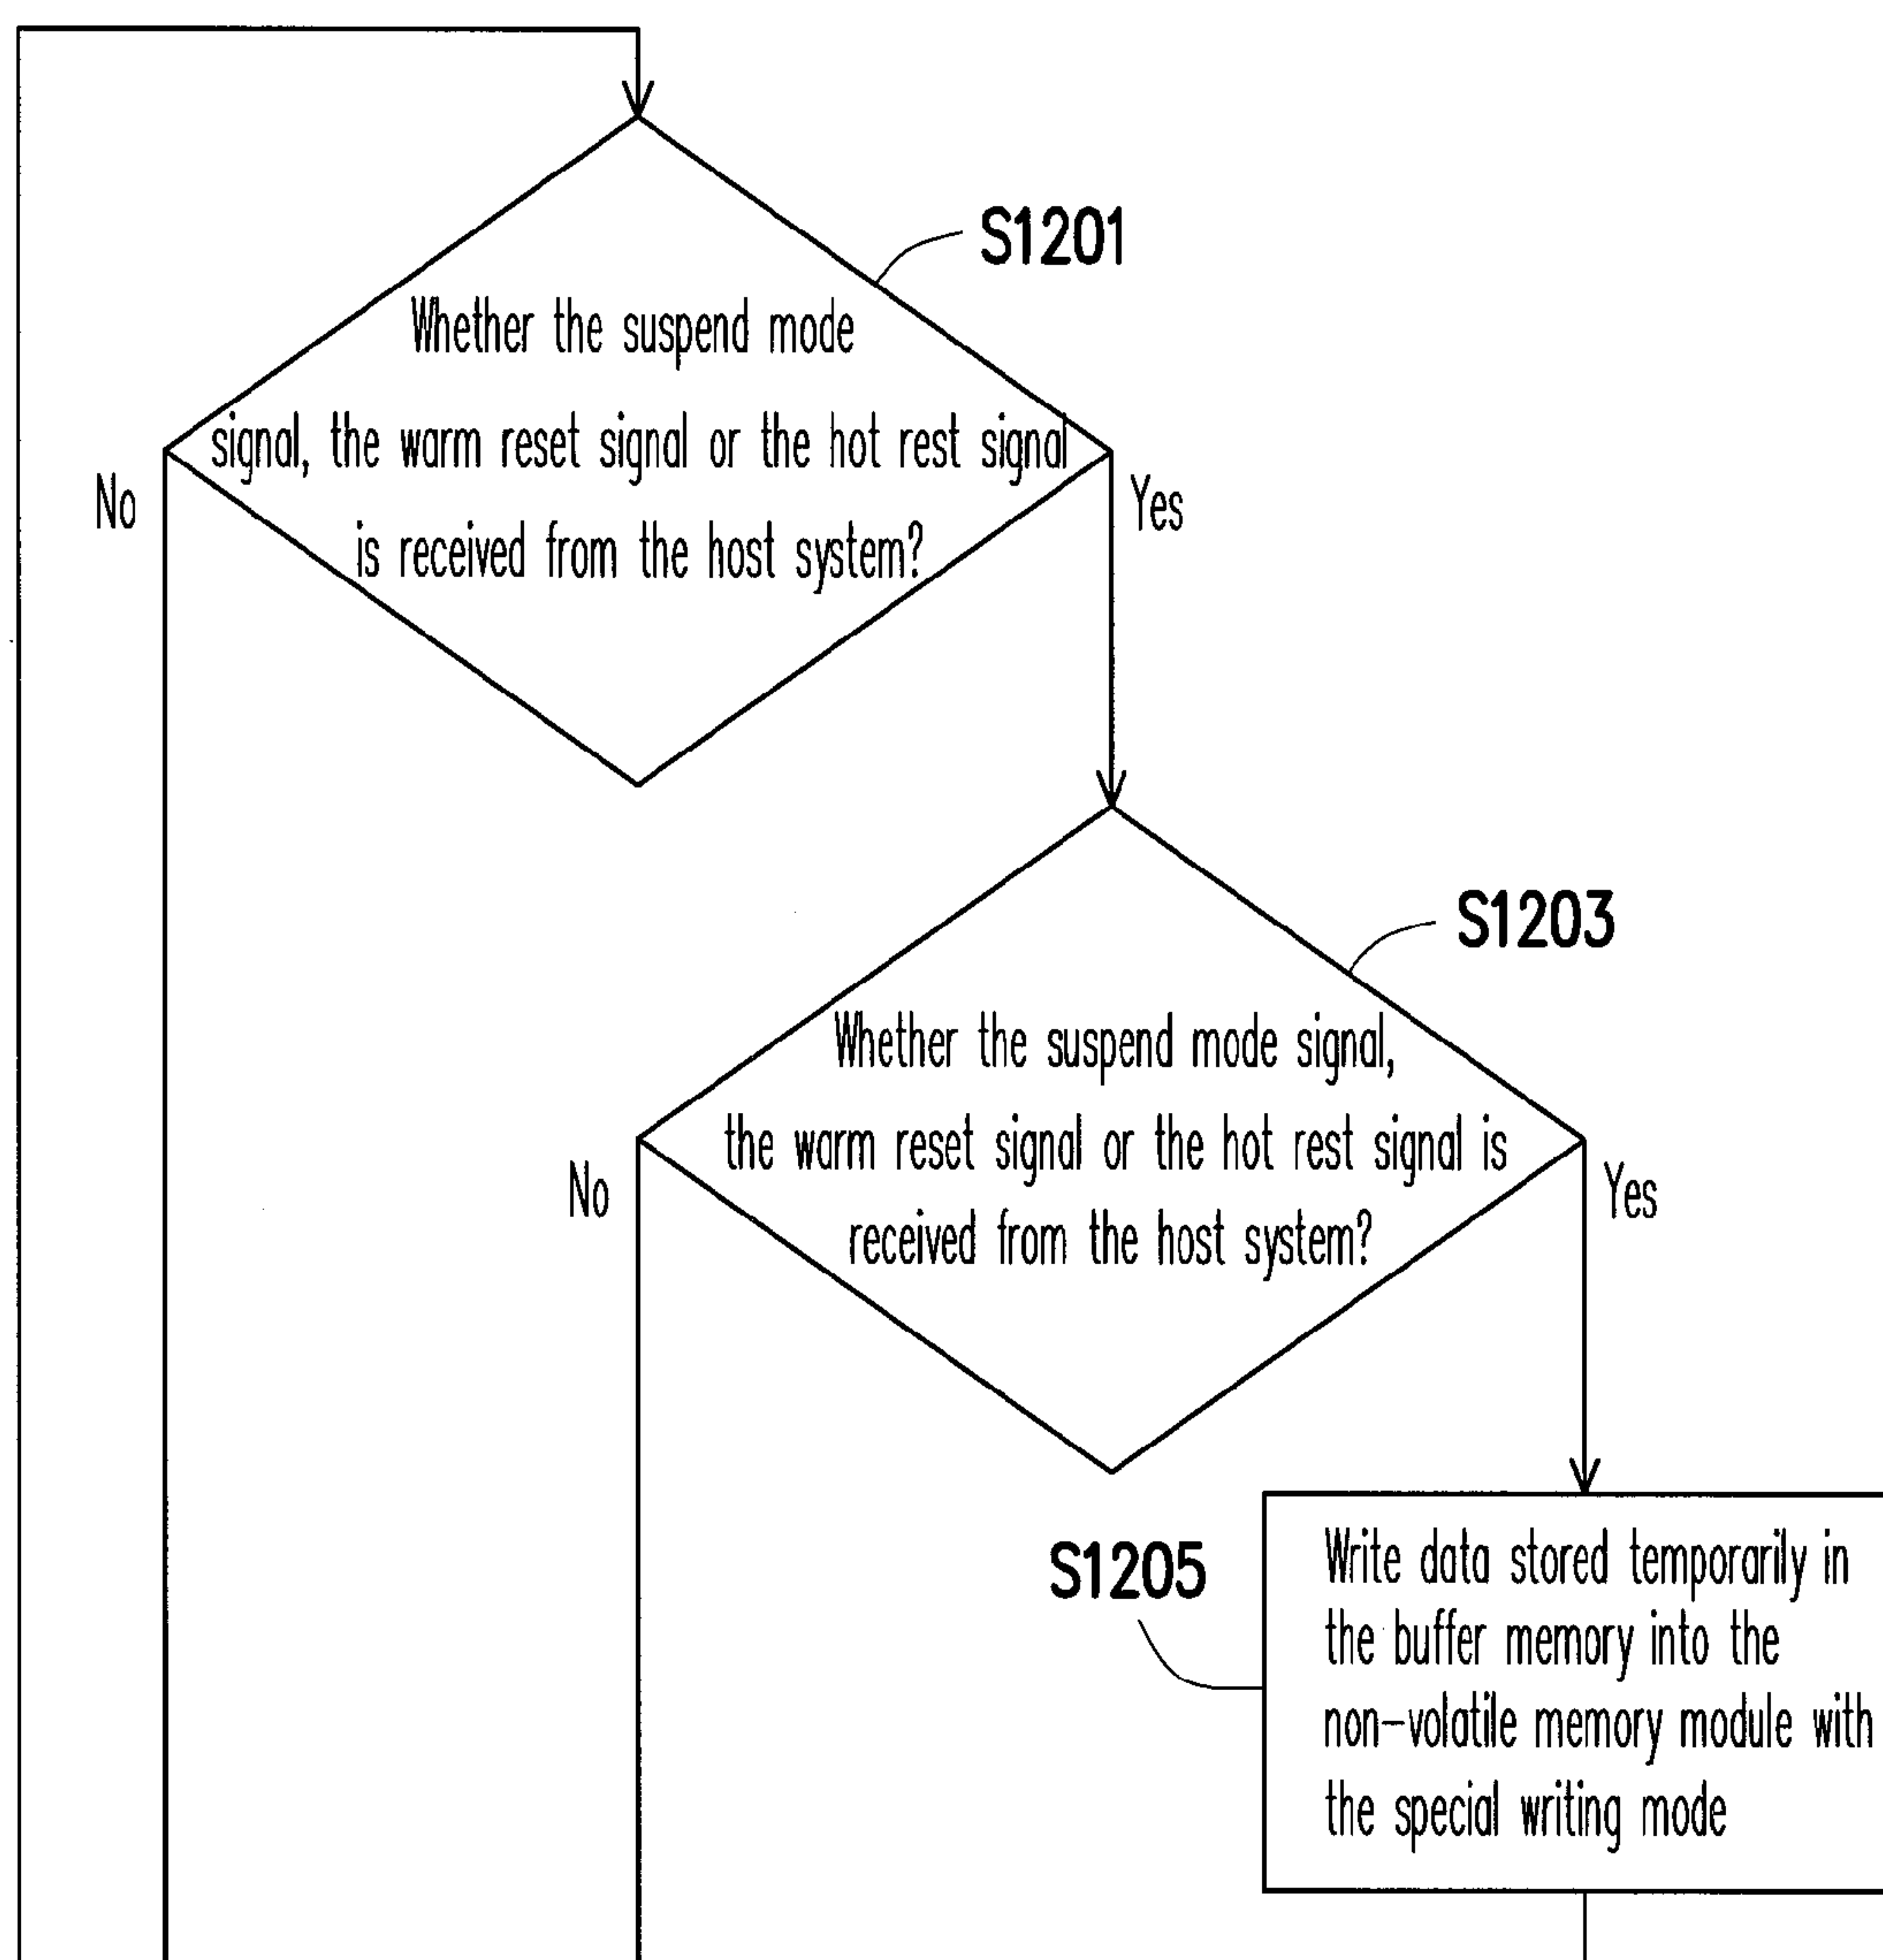 S1201
Whether the suspend mode
signal, the warm reset signal or the hot rest signal
is received from the host system?
No
Yes
S1203
Whether the suspend mode signal,
the warm reset signal or the hot rest signal is
received from the host system?
No
Yes
S1205
Write data stored temporarily in
the buffer memory into the
non-volatile memory module with
the special writing mode